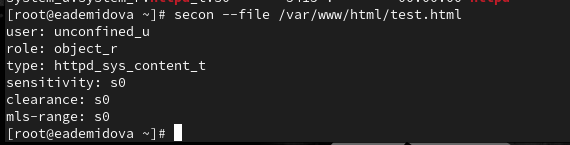 [root@eademidova ~]# secon --file /var/www/html/test.html
user: unconfined_u
role: object_r
type: httpd_sys_content_t
sensitivity: s0
clearance: s0
mls-range: s0
[root@eademidova ~]#